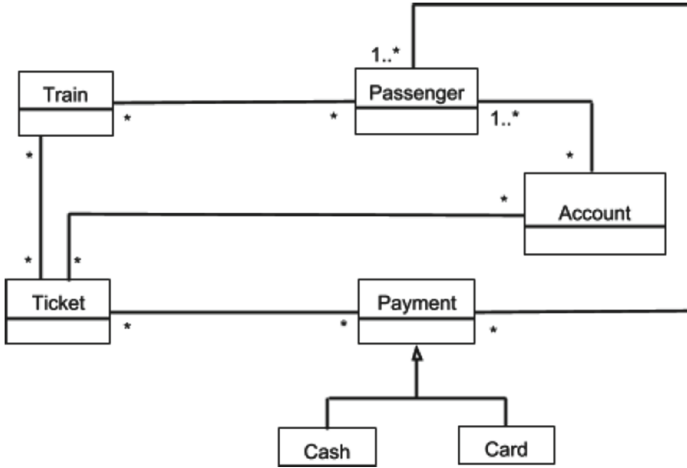 1..*
Train
Passenger
*
*
1..*
*
*
*
Account
*
*
Ticket
Payment
*
*
*
Cash
Card